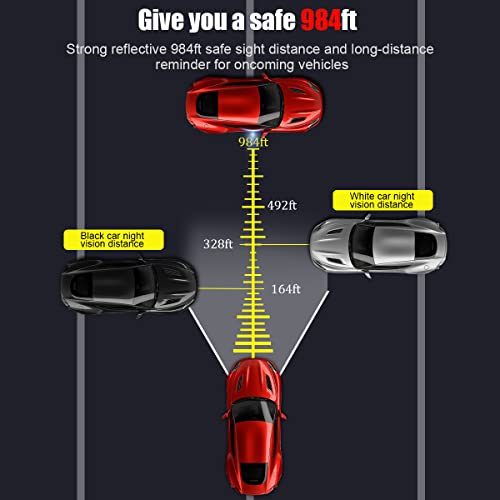 Give you a safe 984ft
Strong reflective 984ft safe sight distance and long-distance
reminder for oncoming vehicles
984ft
492ft
White car night
vision distance
Black car night
vision distance
328ft
164ft